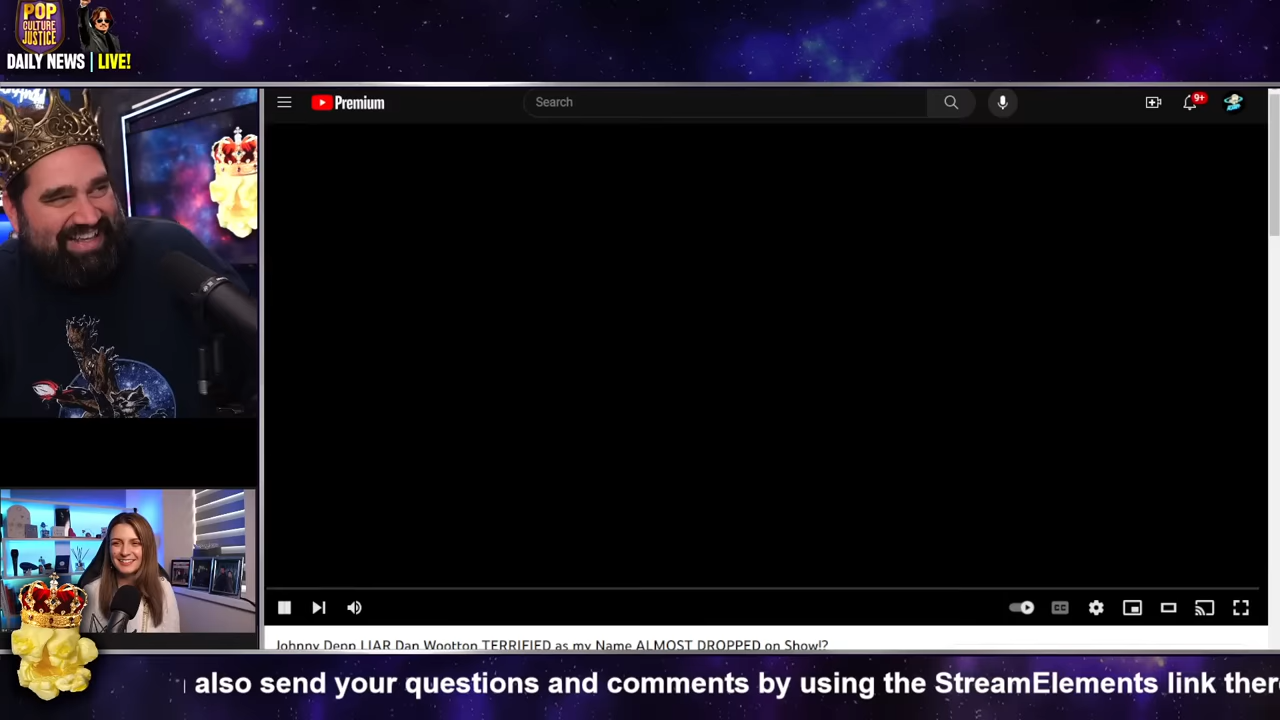 POP
CULTURE
JUSTICE
DAILY NEWS | LIVE!
Premium
Search
9+
Johnny Depp LIAR Dan Wootton TERRIFIED as my Name ALMOST DROPPED on Show!?
also send your questions and comments by using the StreamElements link ther